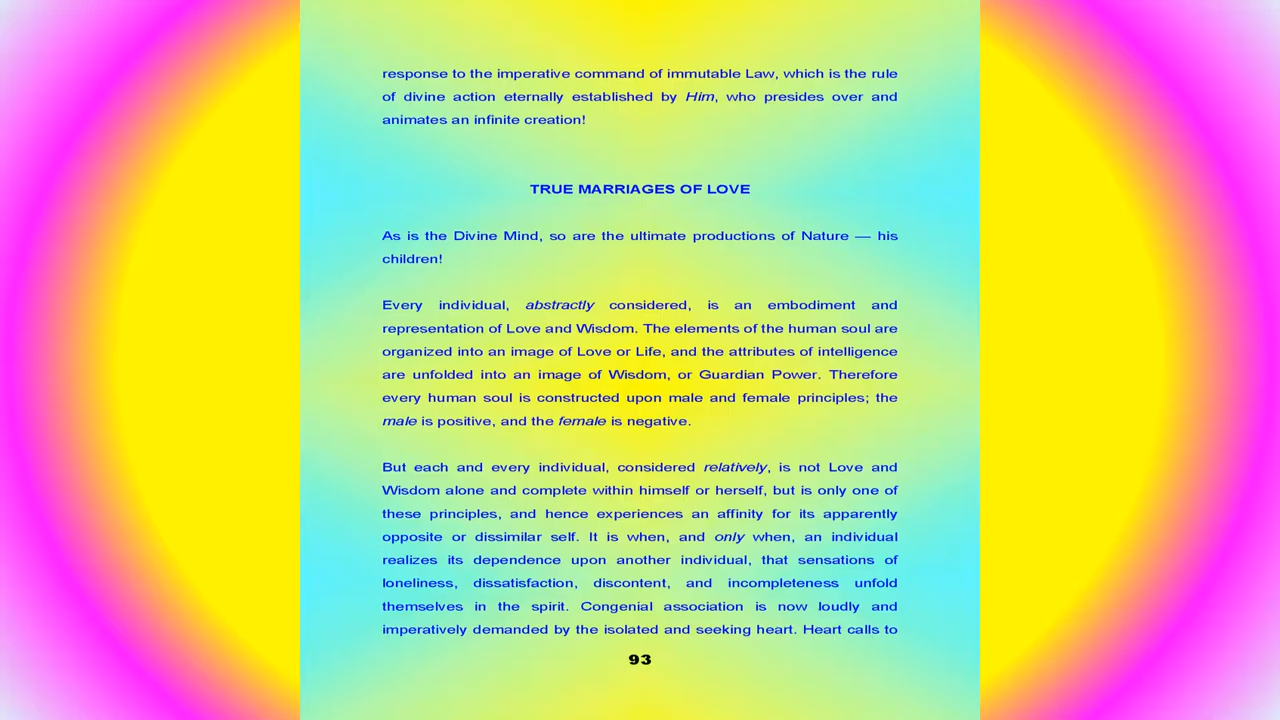 response to the imperative command of immutable Law, which is the rule
of divine action eternally established by Him, who presides over and
animates an infinite creation!
TRUE MARRIAGES OF LOVE
As is the Divine Mind, so are the ultimate productions of Nature — his
children!
Every individual, abstractly considered, is an embodiment and
representation of Love and Wisdom. The elements of the human soul are
organized into an image of Love or Life, and the attributes of intelligence
are unfolded into an image of Wisdom, or Guardian Power. Therefore
every human soul is constructed upon male and female principles; the
male is positive, and the female is negative.
But each and every individual, considered relatively, is not Love and
Wisdom alone and complete within himself or herself, but is only one of
these principles, and hence experiences an affinity for its apparently
opposite or dissimilar self. It is when, and only when, an individual
realizes its dependence upon another individual, that sensations of
loneliness, dissatisfaction, discontent, and incompleteness unfold
themselves in the spirit. Congenial association is now loudly and
imperatively demanded by the isolated and seeking heart. Heart calls to
93